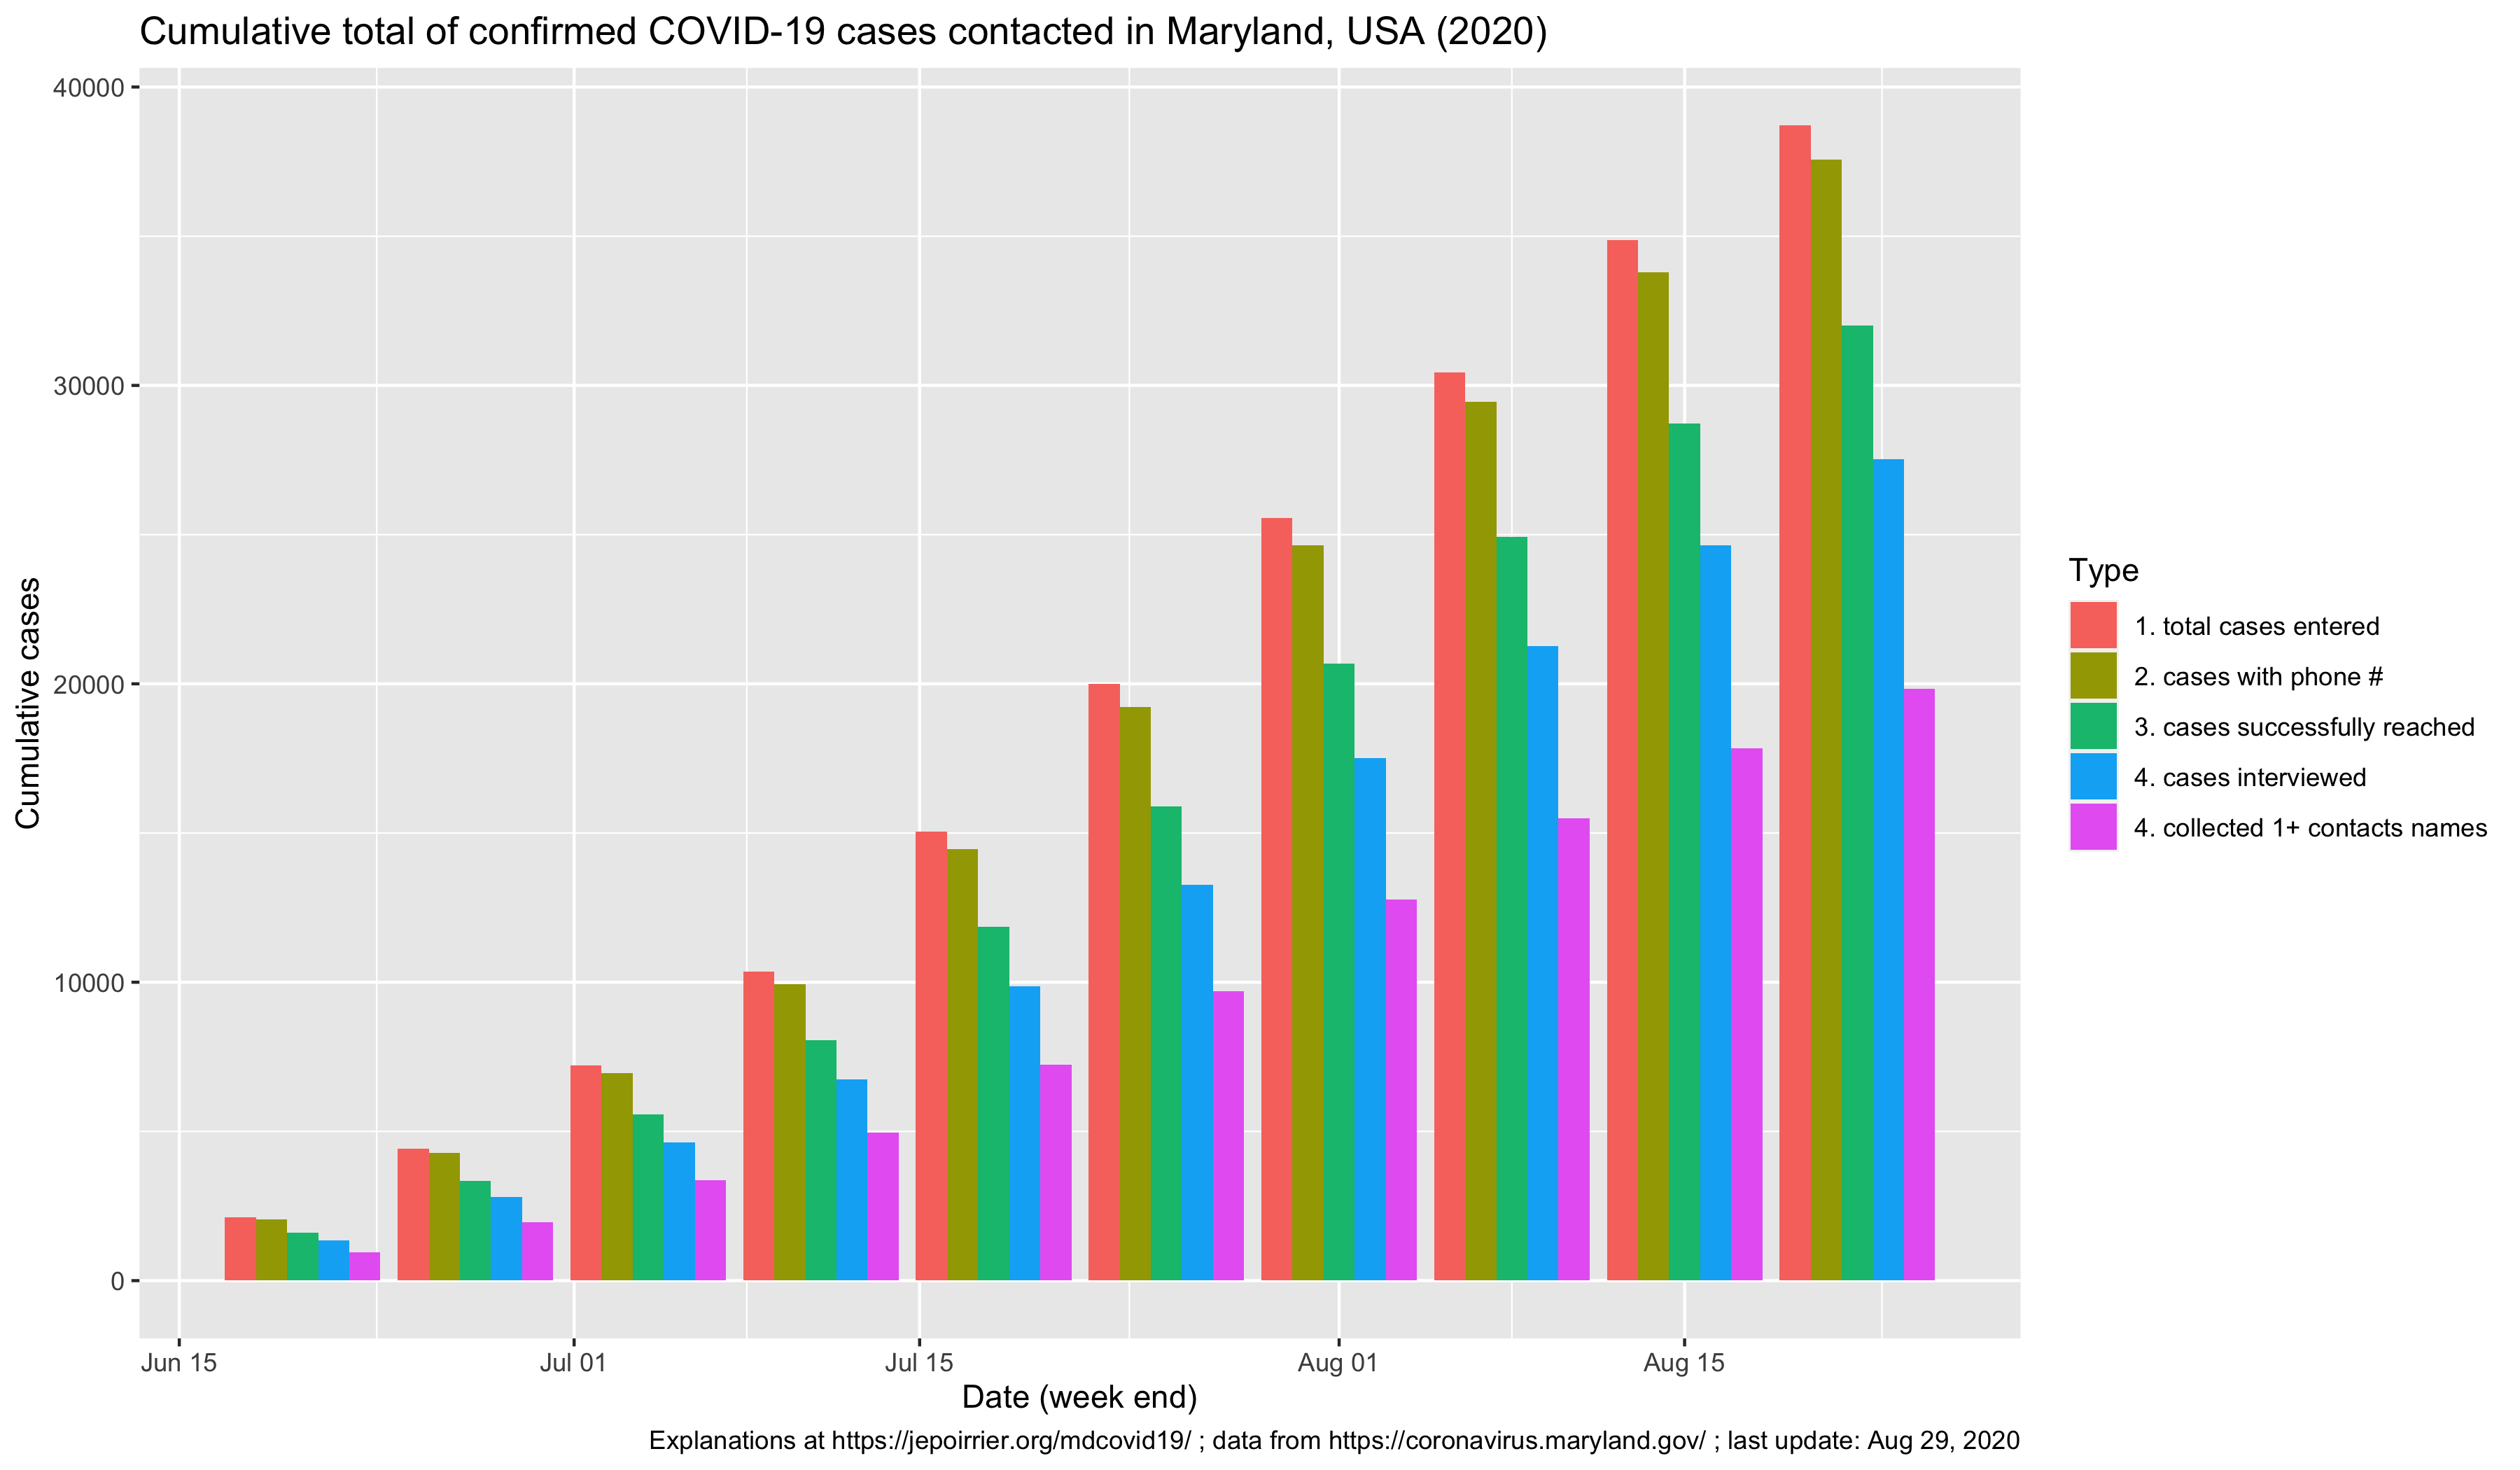 Cumulative total of confirmed COVID-19 cases contacted in Maryland, USA (2020)
40000
30000
20000
10000
0
Cumulative cases
Jun 15
Jul 01
Jul 15
Aug 01
Aug 15
Date (week end)
Type
1. total cases entered
2. cases with phone #
3. cases successfully reached
4. cases interviewed
4. collected 1+ contacts names
Explanations at https://jepoirrier.org/mdcovid19/ ; data from https://coronavirus.maryland.gov/ ; last update: Aug 29, 2020